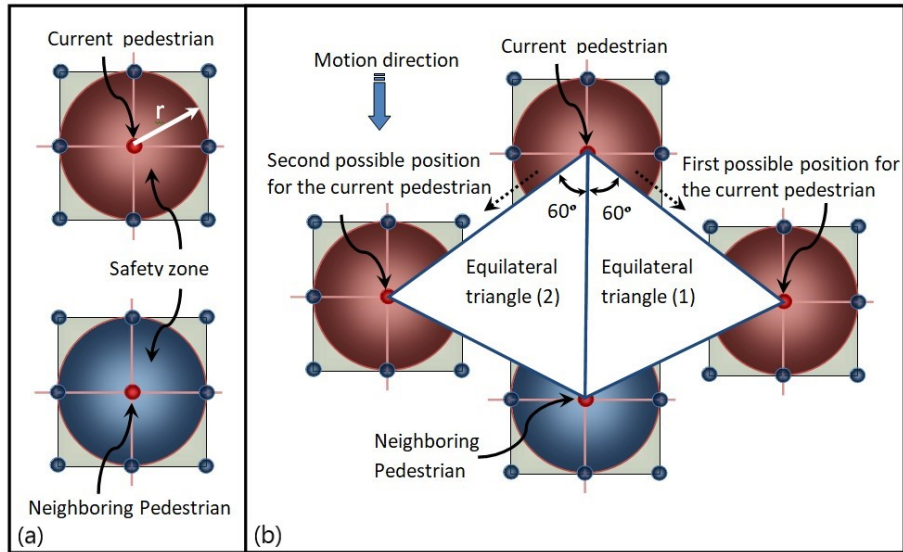 Current pedestrian
r
Safety zone
Neighboring Pedestrian
(a)
Motion direction
Current pedestrian
Second possible position
for the current pedestrian
First possible position for
the current pedestrian
60°
60°
Equilateral
triangle (2)
Equilateral
triangle (1)
Neighboring
Pedestrian
(b)